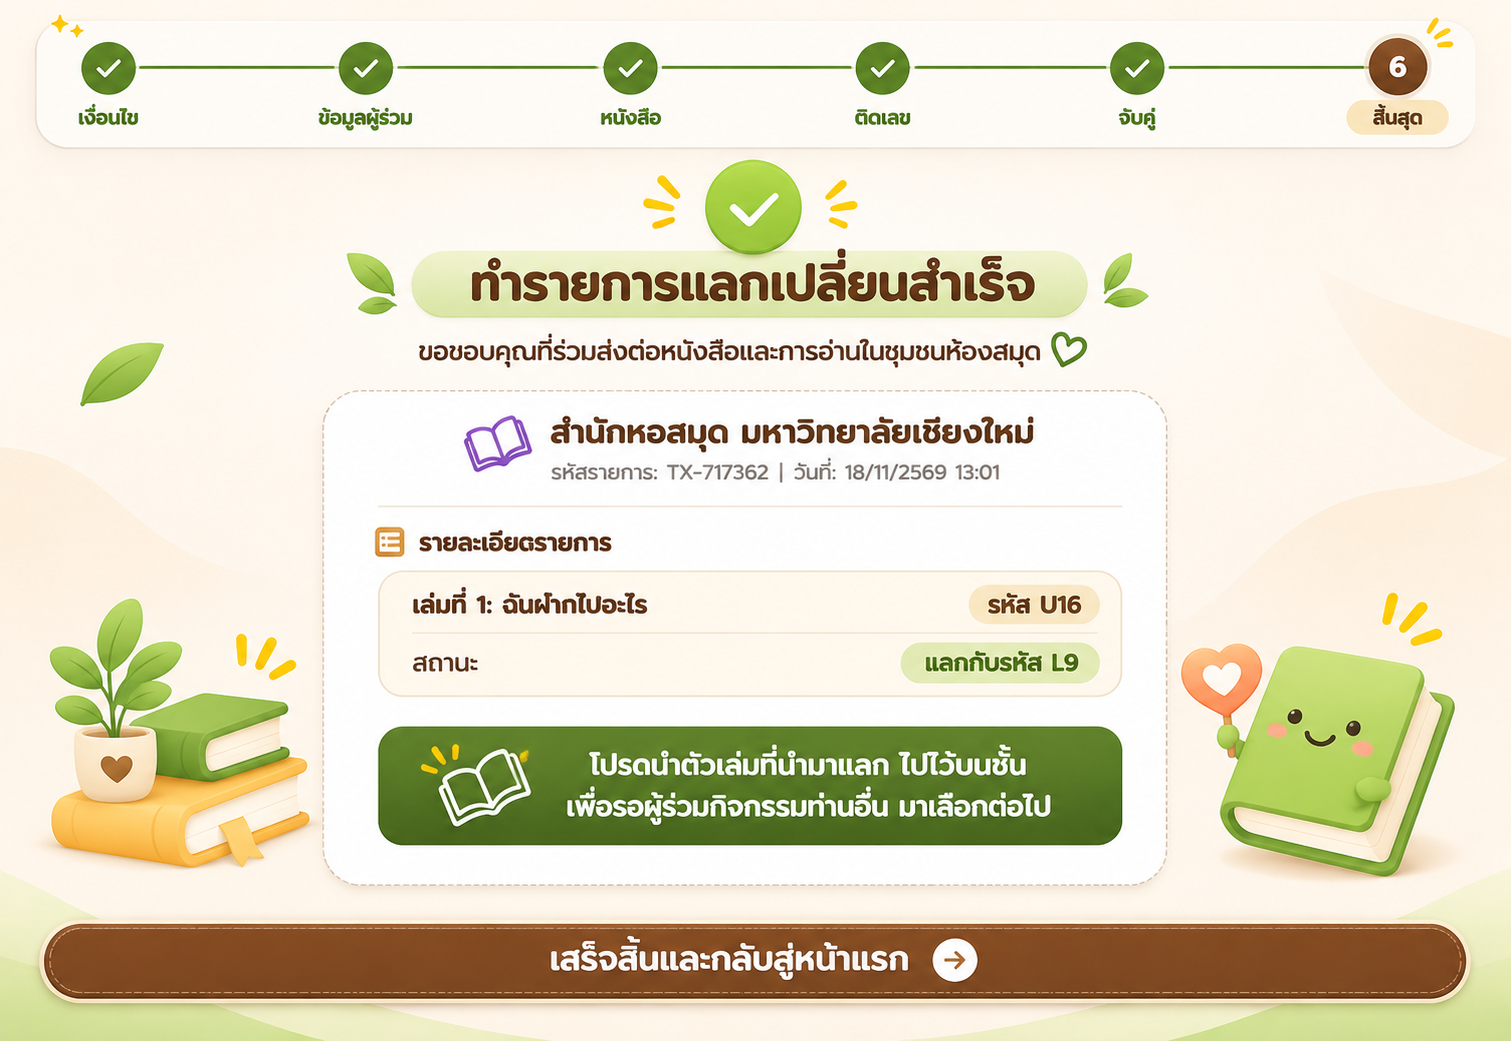 6
เงื่อนไข
ข้อมูลผู้ร่วม
หนังสือ
ติดเลข
จับคู่
สิ้นสุด
ทำรายการแลกเปลี่ยนสำเร็จ
ขอขอบคุณที่ร่วมส่งต่อหนังสือและการอ่านในชุมชนห้องสมุด
สำนักหอสมุด มหาวิทยาลัยเชียงใหม่
รหัสรายการ: TX-717362 | วันที่: 18/11/2569 13:01
รายละเอียดรายการ
เล่มที่ 1: ฉันฝากไปอะไร
รหัส U16
สถานะ
แลกกับรหัส L9
โปรดนำตัวเล่มที่นำมาแลก ไปไว้บนชั้น
เพื่อรอผู้ร่วมกิจกรรมท่านอื่น มาเลือกต่อไป
เสร็จสิ้นและกลับสู่หน้าแรก